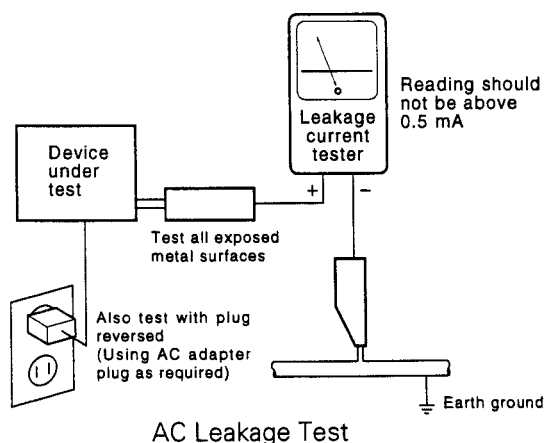 Leakage
current
tester
Reading should
not be above
0.5 mA
Device
under
test
+
−
Test all exposed
metal surfaces
Also test with plug
reversed
(Using AC adapter
plug as required)
Earth ground
AC Leakage Test